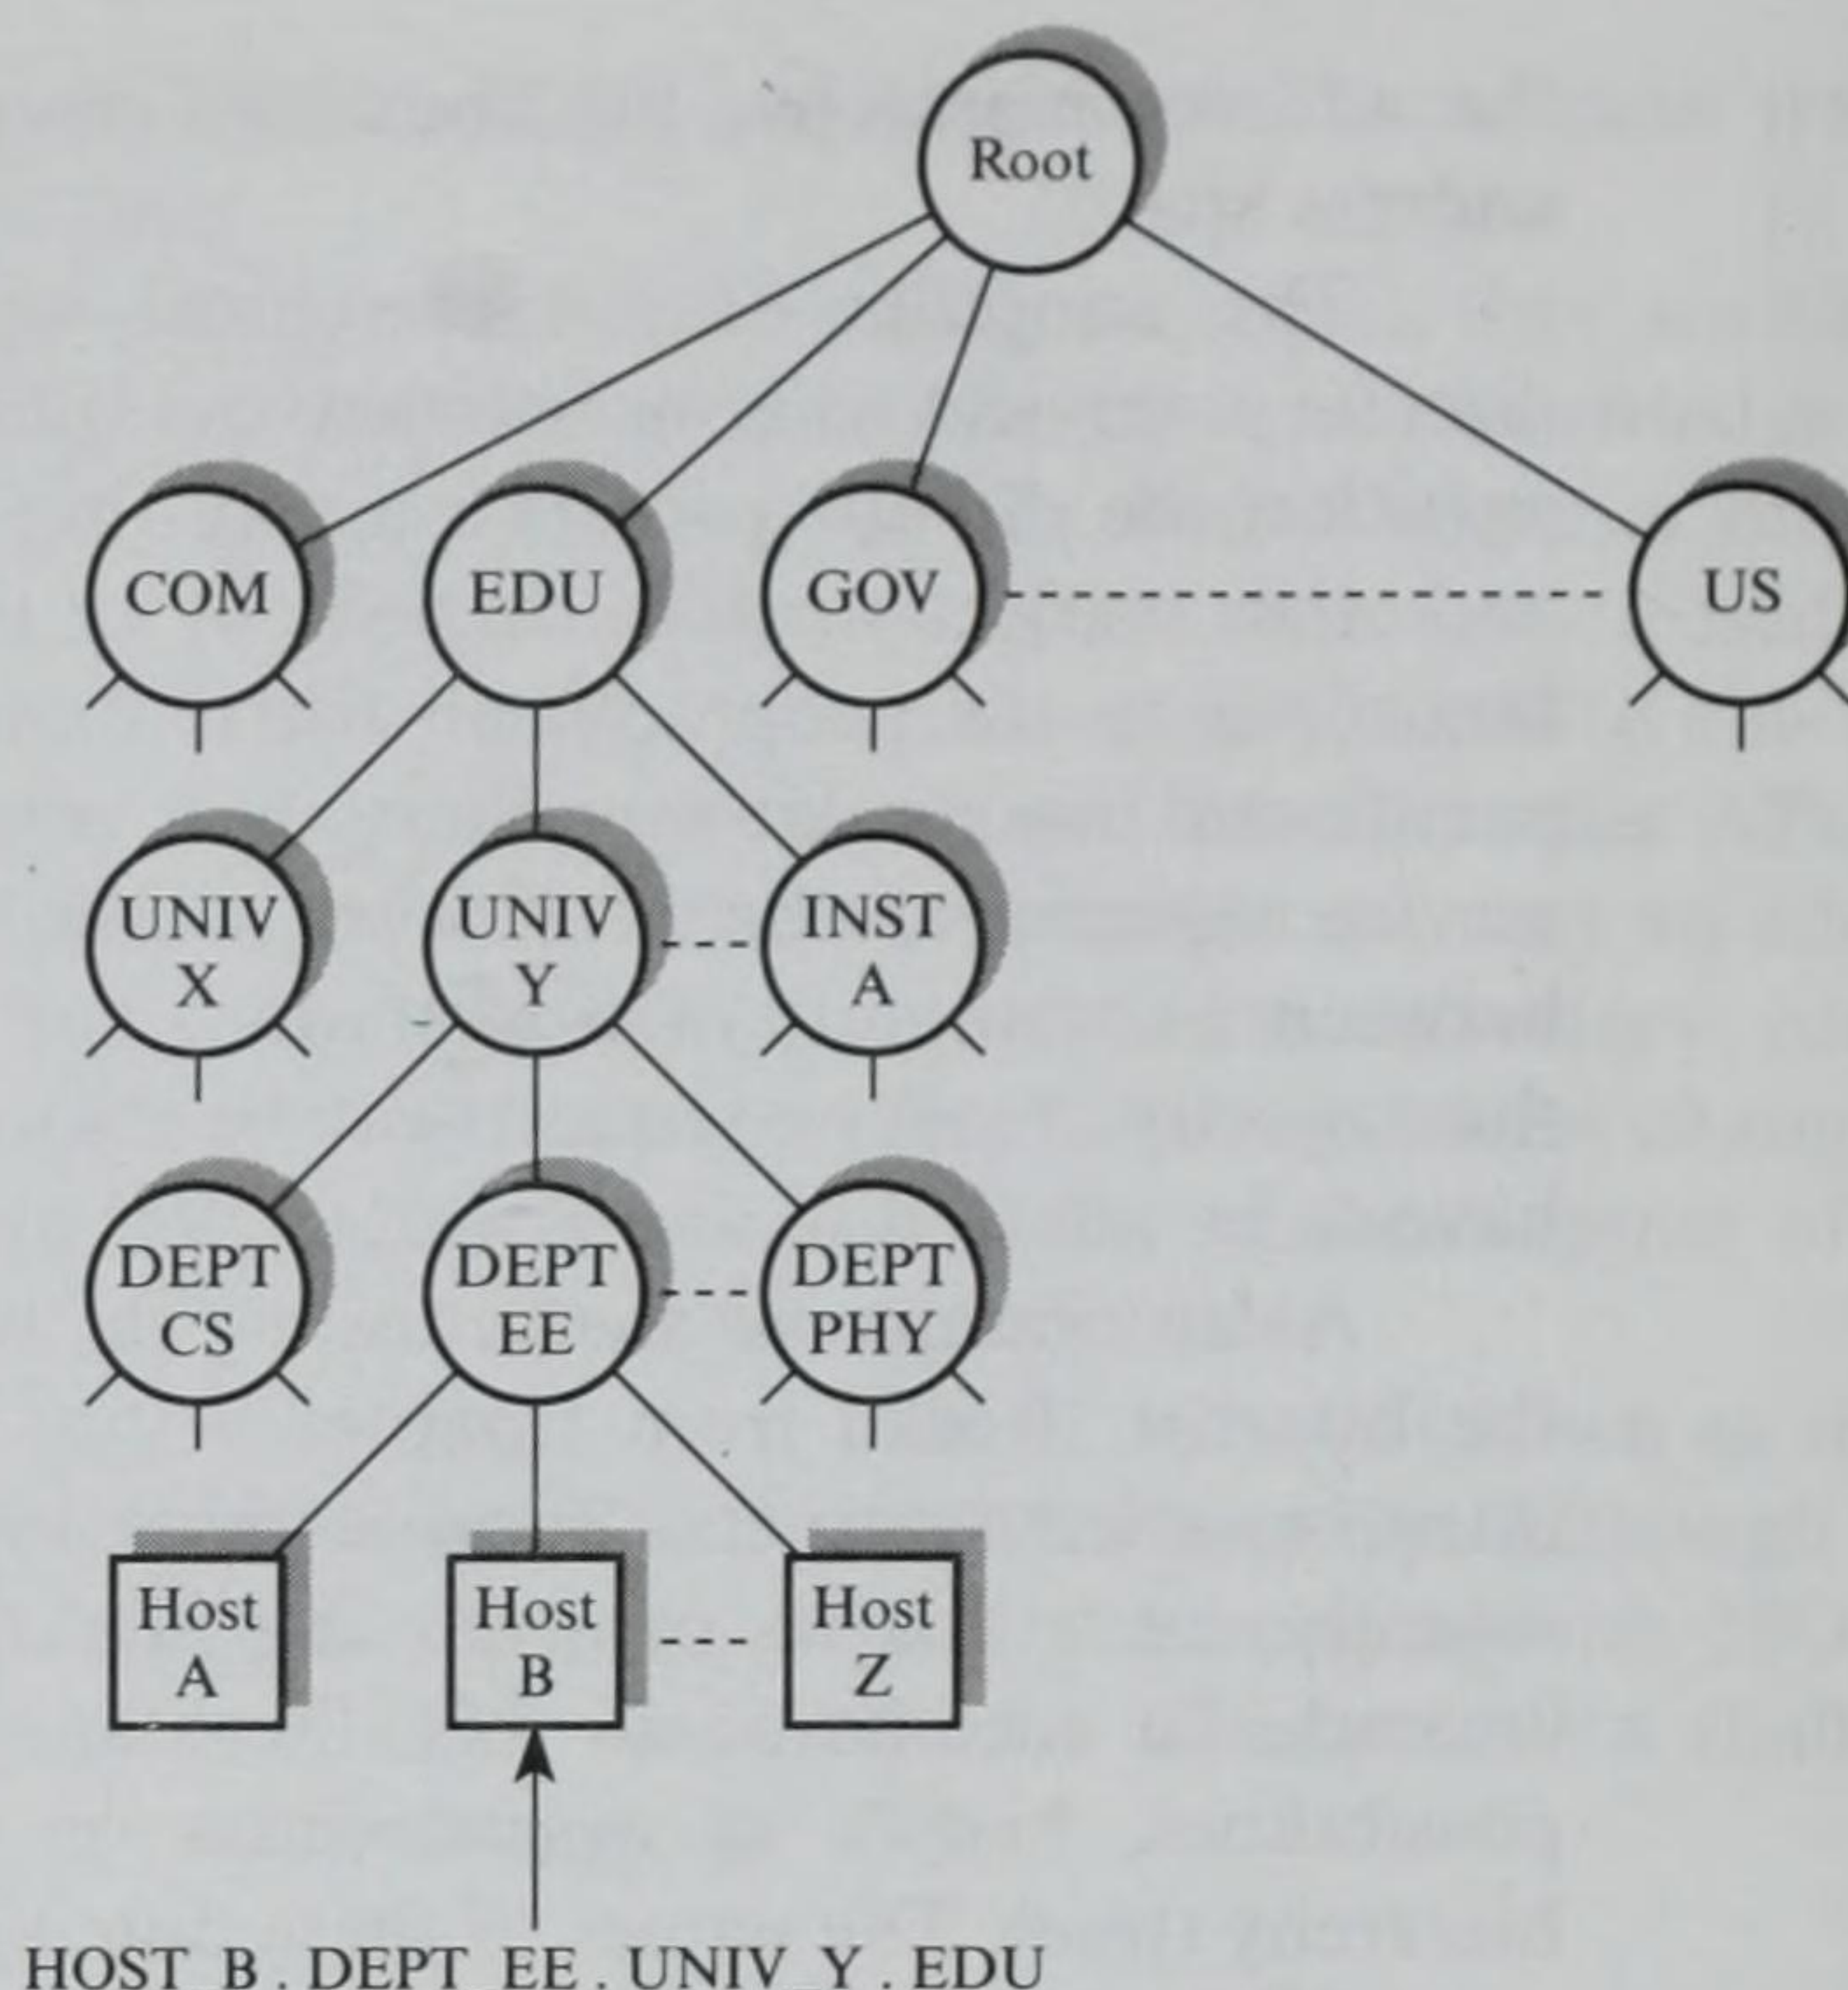 Root
COM
EDU
GOV
US
UNIV
X
UNIV
Y
INST
A
DEPT
CS
DEPT
EE
DEPT
PHY
Host
A
Host
B
Host
Z
HOST B . DEPT EE . UNIV Y . EDU